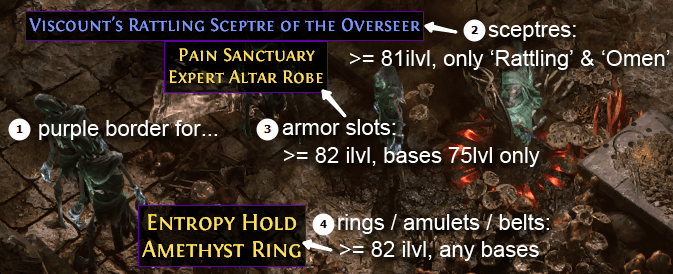 Viscount's Rattling Sceptre of the Overseer
2 sceptres:
>= 81ilvl, only ‘Rattling’ & ‘Omen’
Pain Sanctuary
Expert Altar Robe
1 purple border for...
3 armor slots:
>= 82 ilvl, bases 75lvl only
Entropy Hold
Amethyst Ring
4 rings / amulets / belts:
>= 82 ilvl, any bases